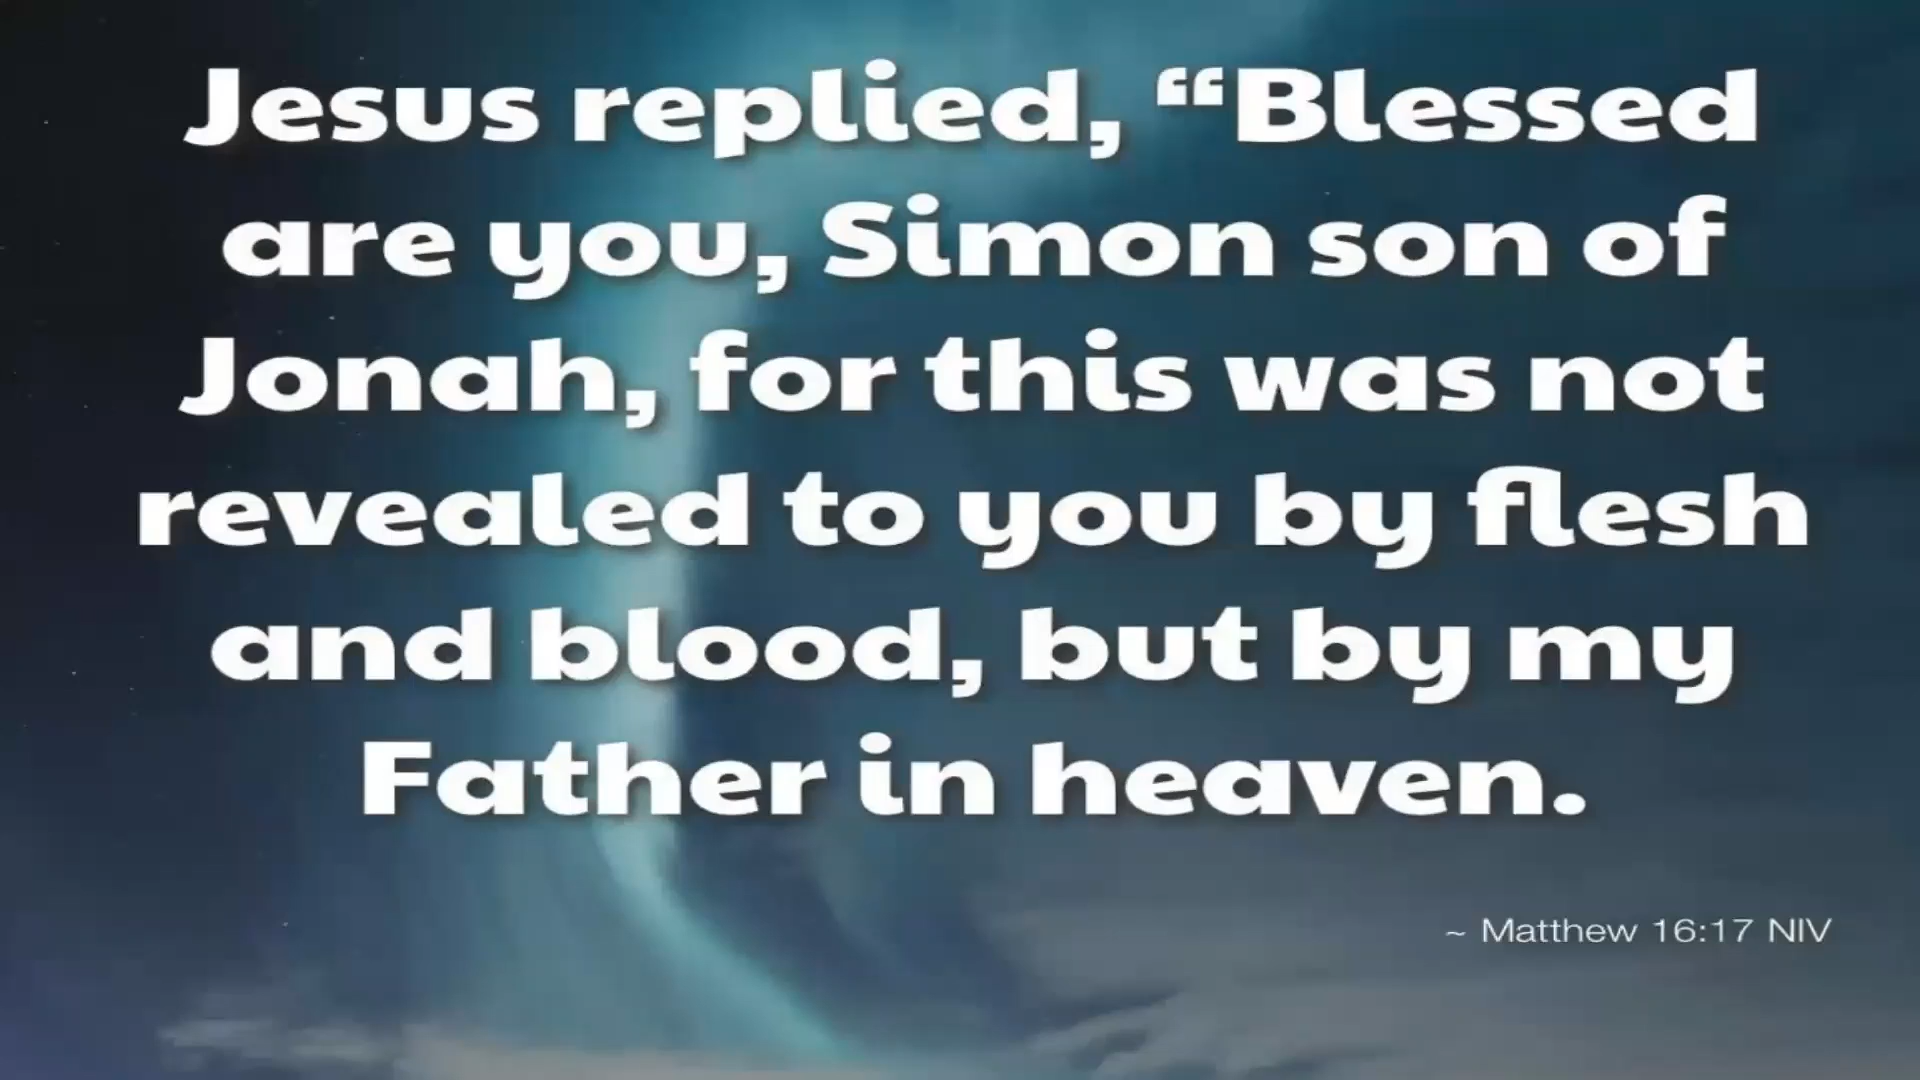 Jesus replied, “Blessed
are you, Simon son of
Jonah, for this was not
revealed to you by flesh
and blood, but by my
Father in heaven.
~ Matthew 16:17 NIV